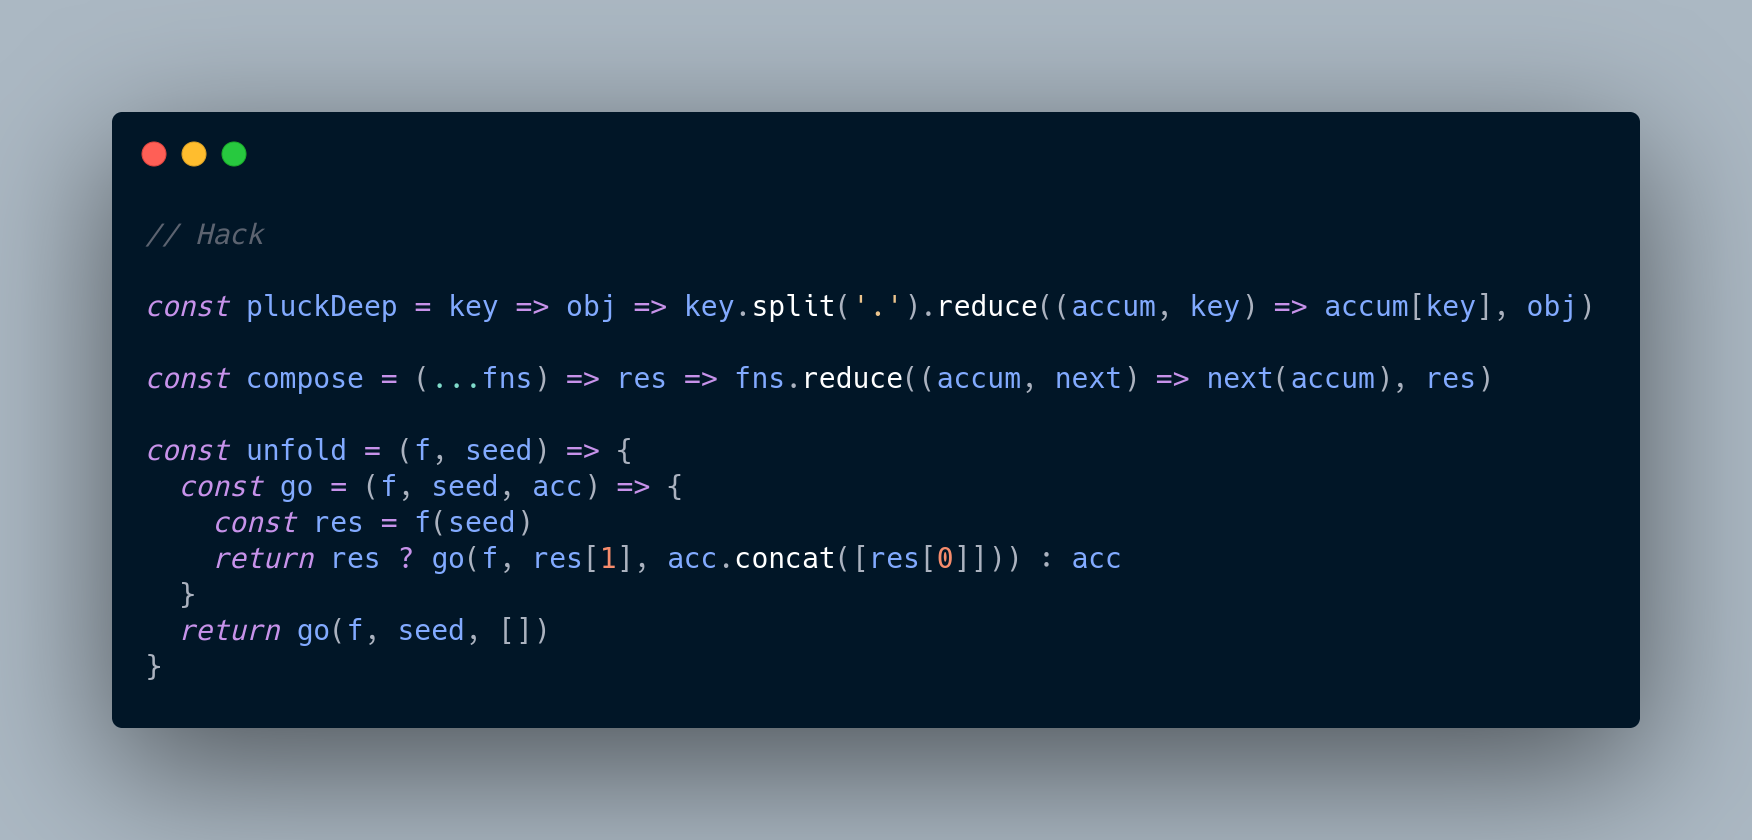 // Hack
const pluckDeep = key => obj => key.split('.').reduce((accum, key) => accum[key], obj)
const compose = (...fns) => res => fns.reduce((accum, next) => next(accum), res)
const unfold = (f, seed) => {
  const go = (f, seed, acc) => {
    const res = f(seed)
    return res ? go(f, res[1], acc.concat([res[0]])) : acc
  }
  return go(f, seed, [])
}